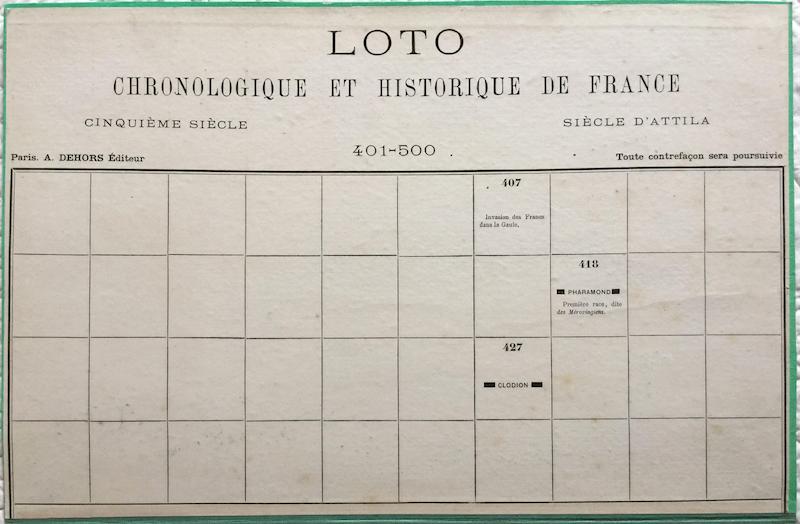 LOTO
CHRONOLOGIQUE ET HISTORIQUE DE FRANCE
CINQUIÈME SIÈCLE
SIÈCLE D'ATTILA
401-500
Paris. A. DEHORS Éditeur
Toute contrefaçon sera poursuivie
407
Invasion des Francs
dans la Gaule.
418
PHARAMOND
Première race, dite
des Mérovingiens.
427
CLODION